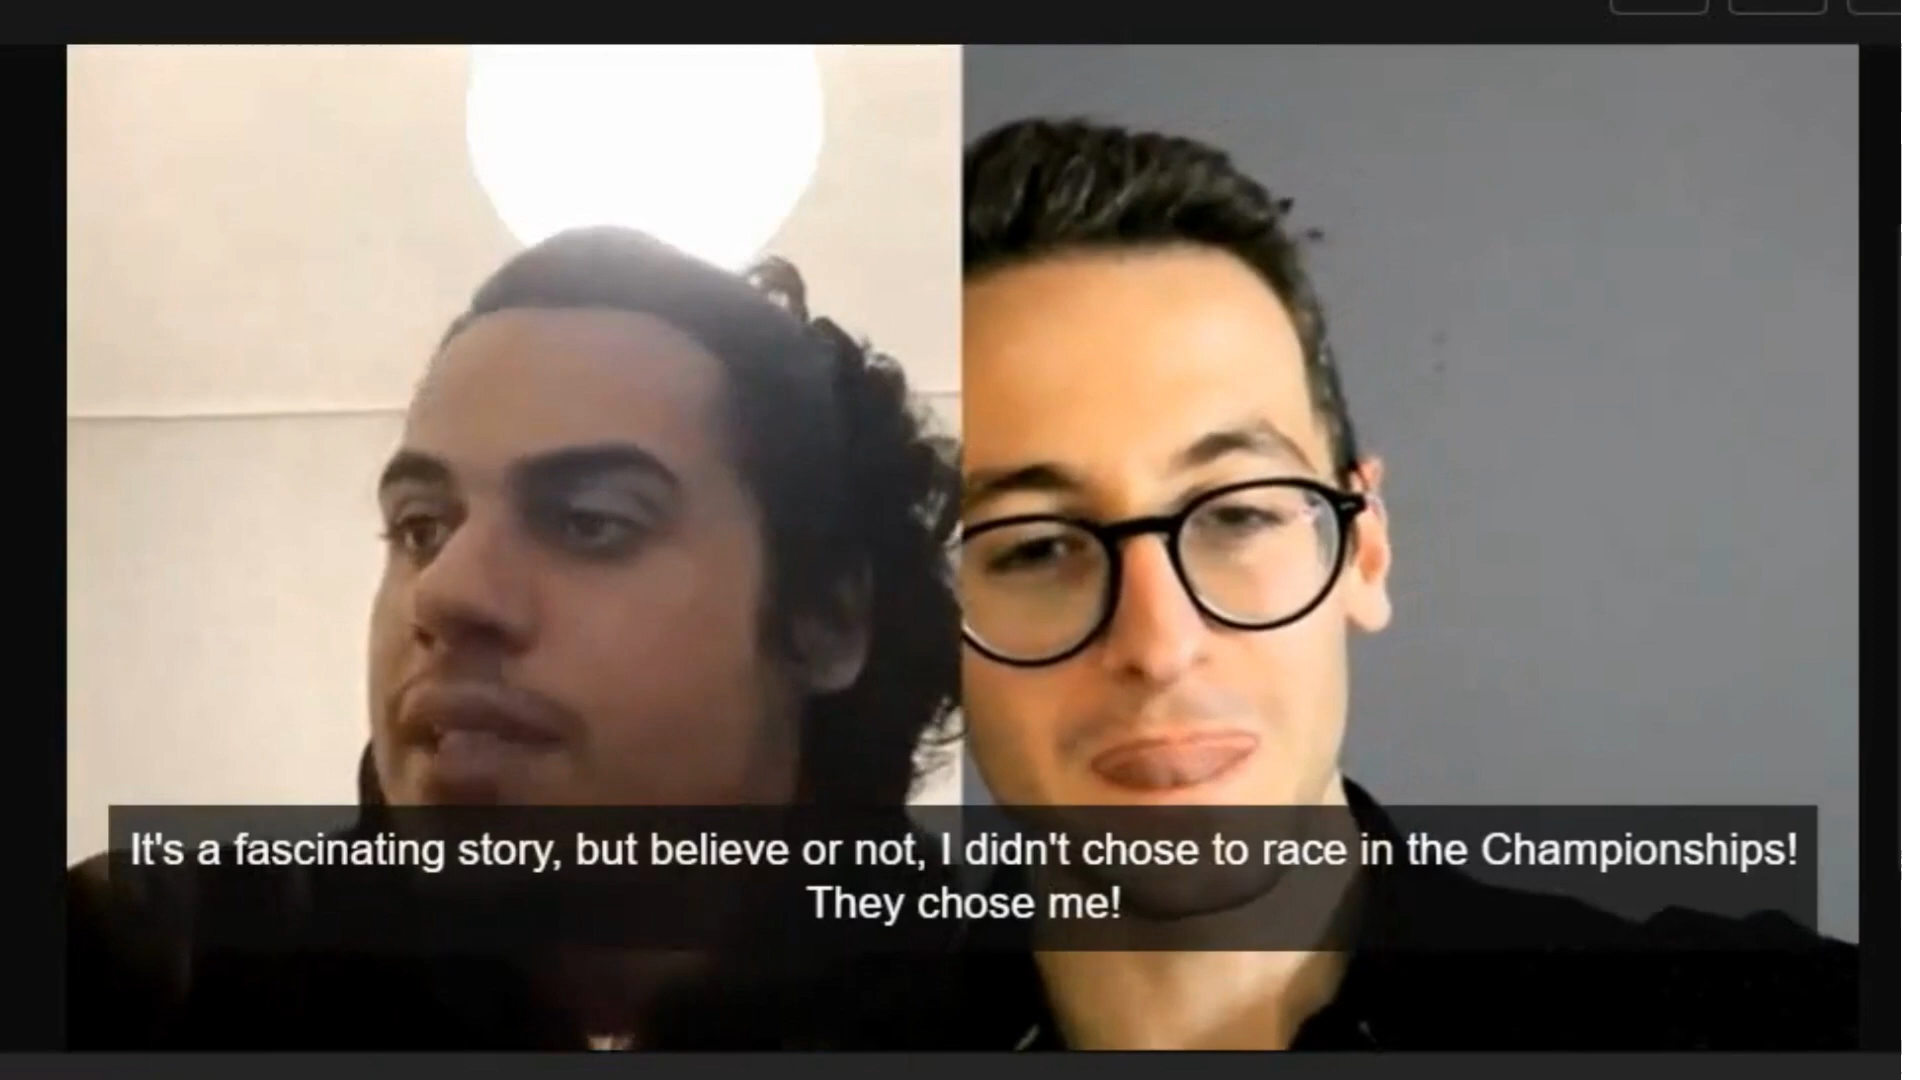 It's a fascinating story, but believe or not, I didn't chose to race in the Championships!
They chose me!